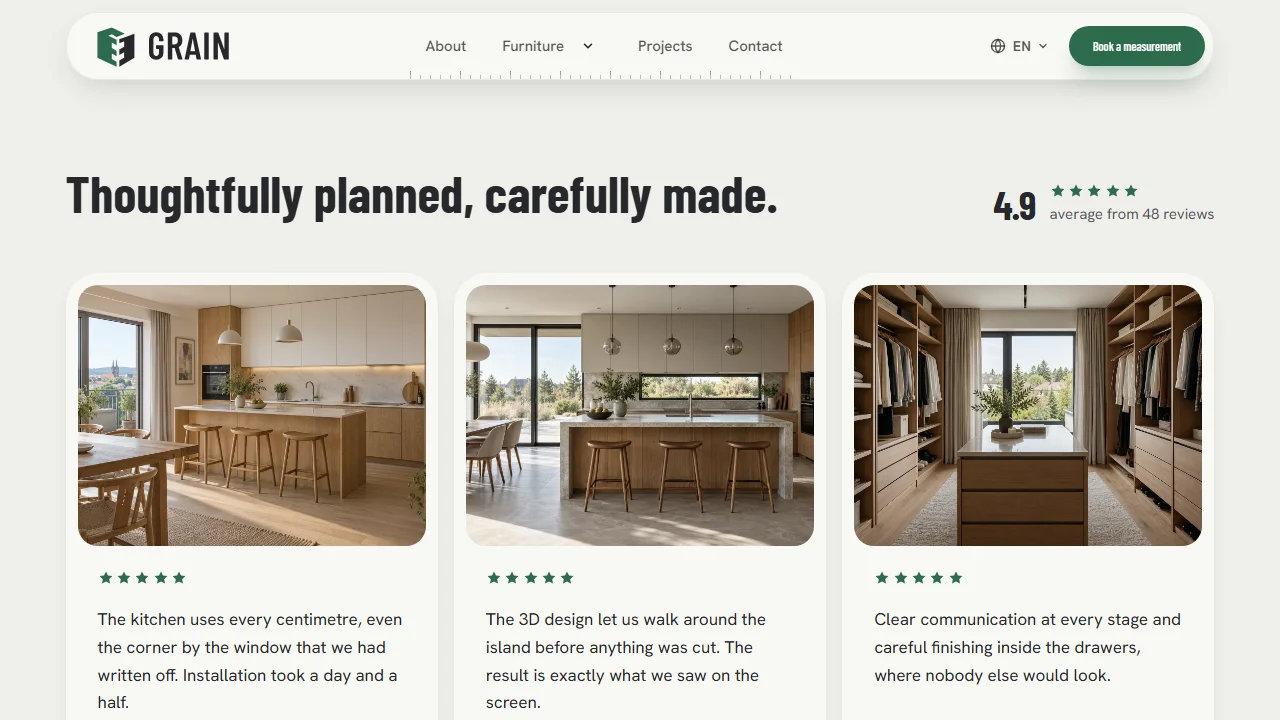 GRAIN
About
Furniture
Projects
Contact
EN
Book a measurement
Thoughtfully planned, carefully made.
4.9
average from 48 reviews
The kitchen uses every centimetre, even
the corner by the window that we had
written off. Installation took a day and a
half.
The 3D design let us walk around the
island before anything was cut. The
result is exactly what we saw on the
screen.
Clear communication at every stage and
careful finishing inside the drawers,
where nobody else would look.